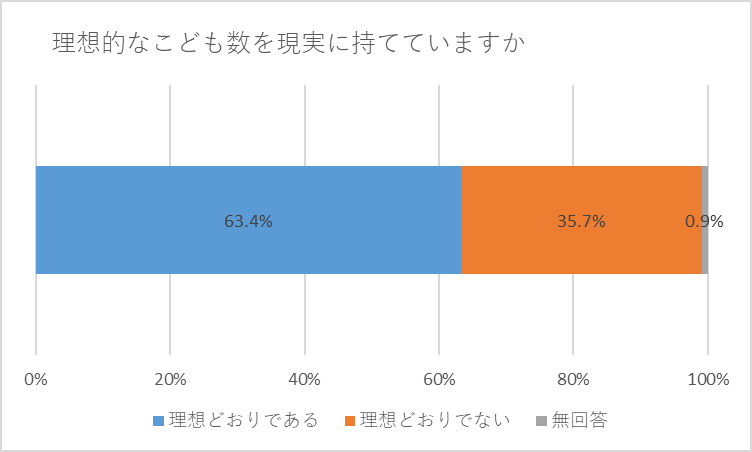 理想的なこども数を現実に持てていますか
63.4% 35.7% 0.9%
0% 20% 40% 60% 80% 100%
理想どおりである 理想どおりでない 無回答